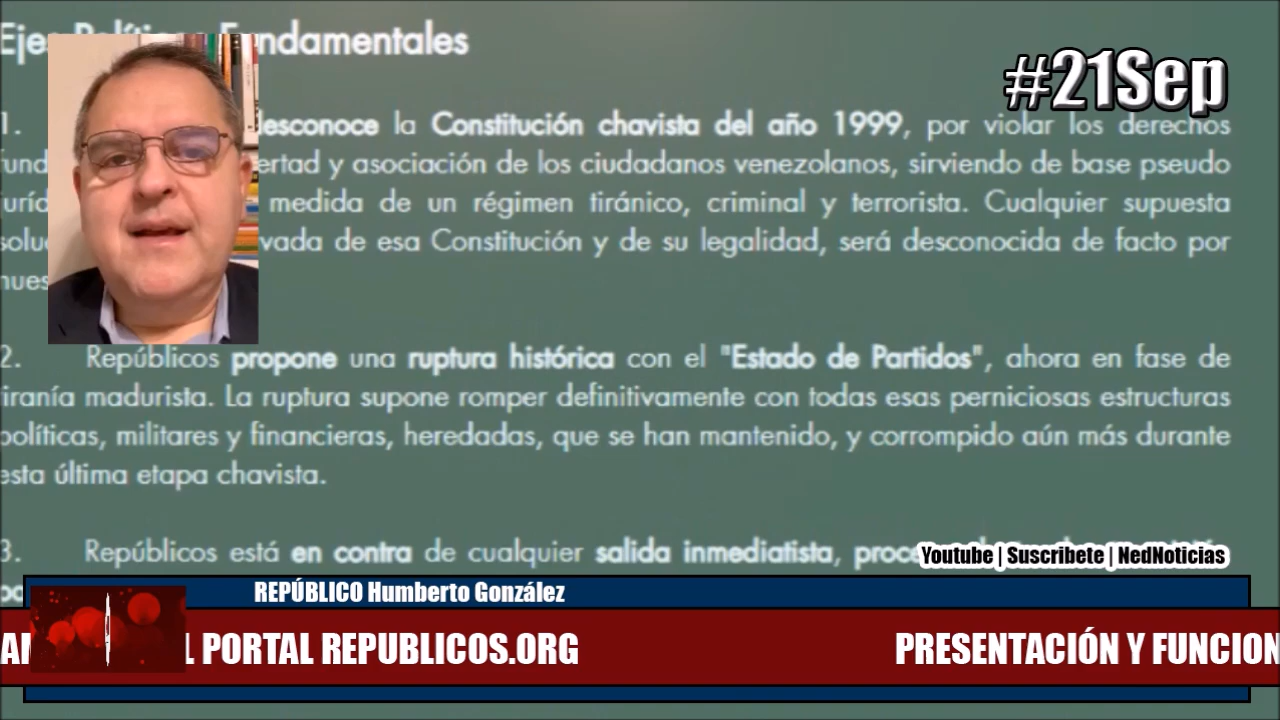 Fundamentales
#21Sep
1. desconoce la Constitución chavista del año 1999, por violar los derechos
libertad y asociación de los ciudadanos venezolanos, sirviendo de base pseudo
medida de un régimen tiránico, criminal y terrorista. Cualquier supuesta
vada de esa Constitución y de su legalidad, será desconocida de facto por
nues
2. Repúblicos propone una ruptura histórica con el "Estado de Partidos", ahora en fase de
tiranía madurista. La ruptura supone romper definitivamente con todas esas perniciosas estructuras
políticas, militares y financieras, heredadas, que se han mantenido, y corrompido aún más durante
esta última etapa chavista.
3. Repúblicos está en contra de cualquier salida inmediatista,
Youtube | Suscribete | NedNoticias
REPÚBLICO Humberto González
L PORTAL REPUBLICOS.ORG PRESENTACIÓN Y FUNCION